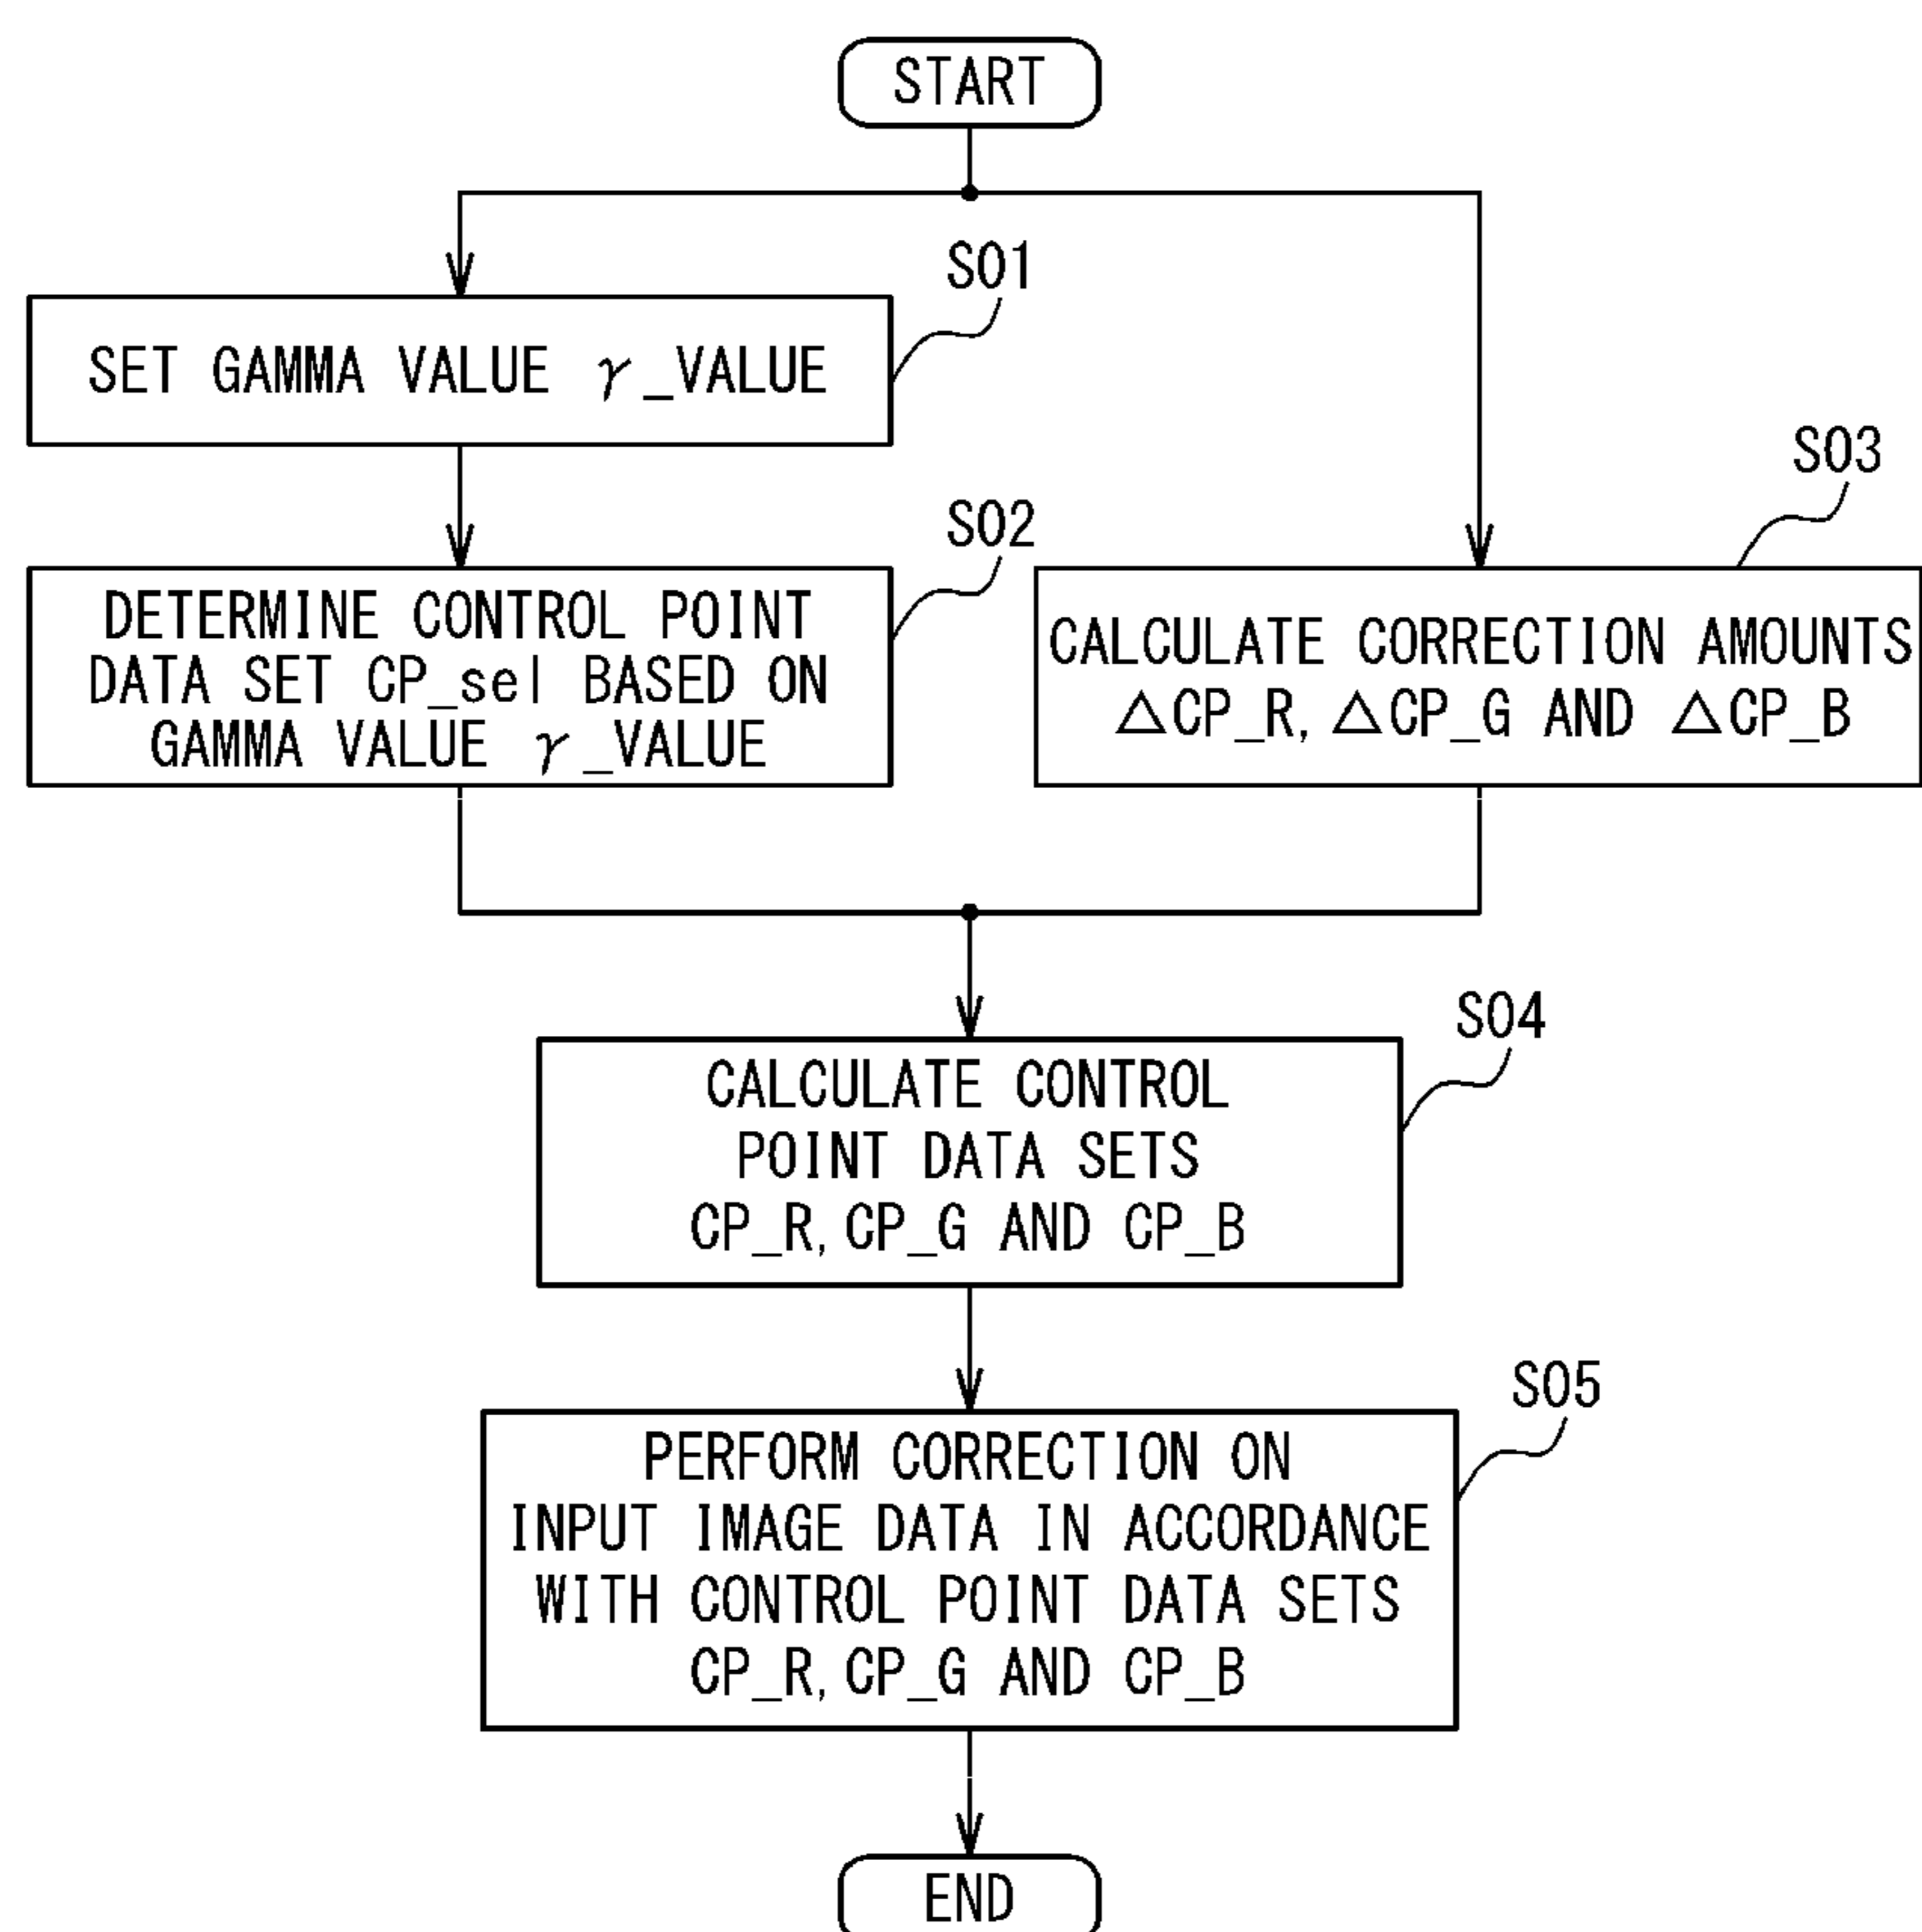 START
S01
SET GAMMA VALUE γ_VALUE
S02
DETERMINE CONTROL POINT
DATA SET CP_sel BASED ON
GAMMA VALUE γ_VALUE
S03
CALCULATE CORRECTION AMOUNTS
△CP_R, △CP_G AND △CP_B
S04
CALCULATE CONTROL
POINT DATA SETS
CP_R, CP_G AND CP_B
S05
PERFORM CORRECTION ON
INPUT IMAGE DATA IN ACCORDANCE
WITH CONTROL POINT DATA SETS
CP_R, CP_G AND CP_B
END